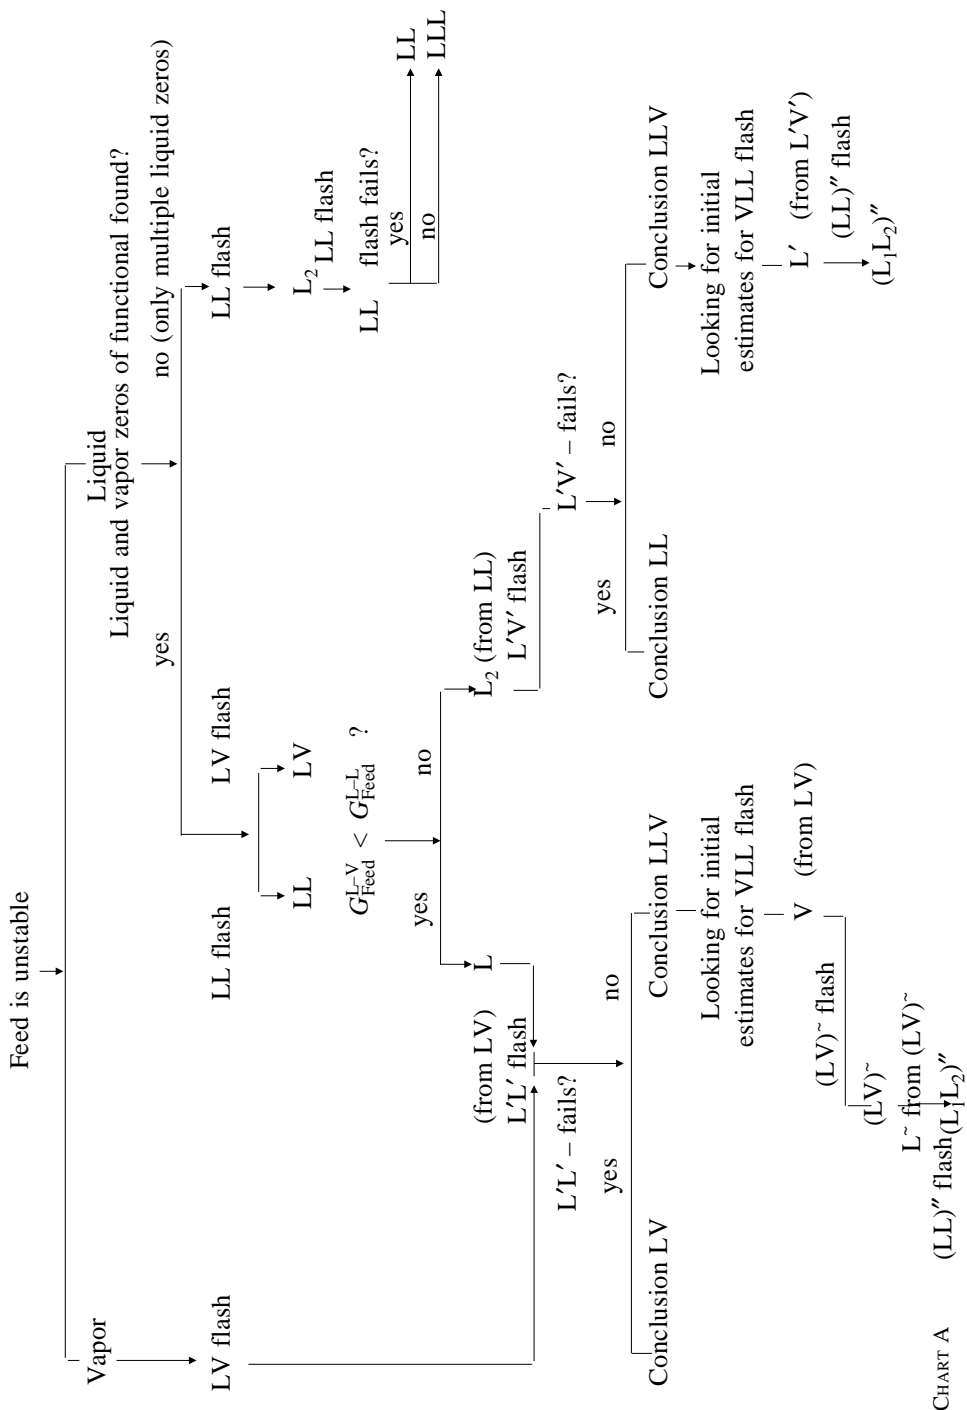 Feed is unstable
Vapor
Liquid
Liquid and vapor zeros of functional found?
yes
no (only multiple liquid zeros)
LV flash
LL flash
LV flash
LL flash
LL
LV
L₂
LL flash
G^{L–V}_{Feed} < G^{L–L}_{Feed} ?
LL
flash fails?
yes
no
yes
no
LL
LLL
(from LV)
L
L₂ (from LL)
L′L′ flash
L′V′ flash
L′L′ – fails?
L′V′ – fails?
yes
no
yes
no
Conclusion LV
Conclusion LLV
Conclusion LL
Conclusion LLV
Looking for initial
estimates for VLL flash
Looking for initial
estimates for VLL flash
V (from LV)
L′ (from L′V′)
(LV)~ flash
(LL)″ flash
(LV)~
(L₁L₂)″
L~ from (LV)~
(LL)″ flash
(L₁L₂)″
CHART A